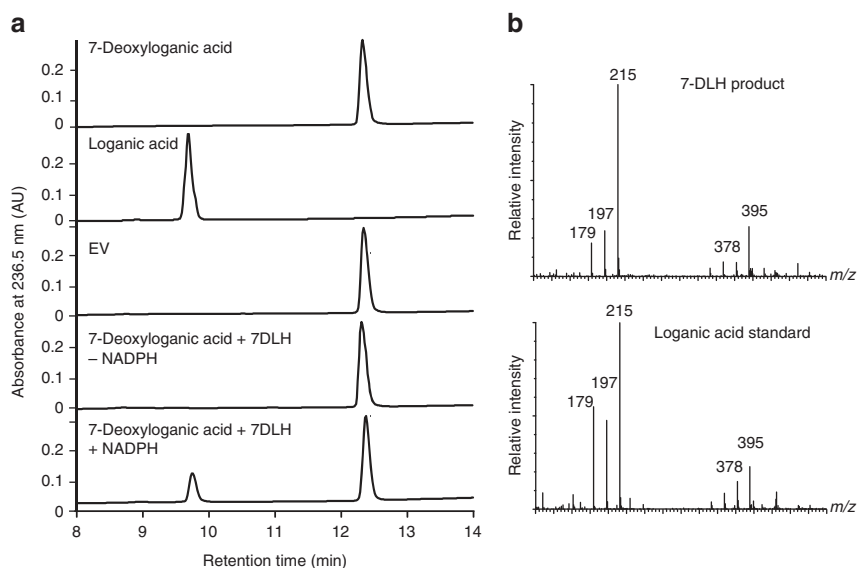 a
7-Deoxyloganic acid
0.2
0.1
0
Loganic acid
0.2
0.1
0
EV
0.2
0.1
0
7-Deoxyloganic acid + 7DLH
– NADPH
0.2
0.1
0
7-Deoxyloganic acid + 7DLH
+ NADPH
0.2
0.1
0
8 9 10 11 12 13 14
Retention time (min)
Absorbance at 236.5 nm (AU)
b
7-DLH product
215
197
179
395
378
m/z
Relative intensity
Loganic acid standard
215
197
179
395
378
m/z
Relative intensity